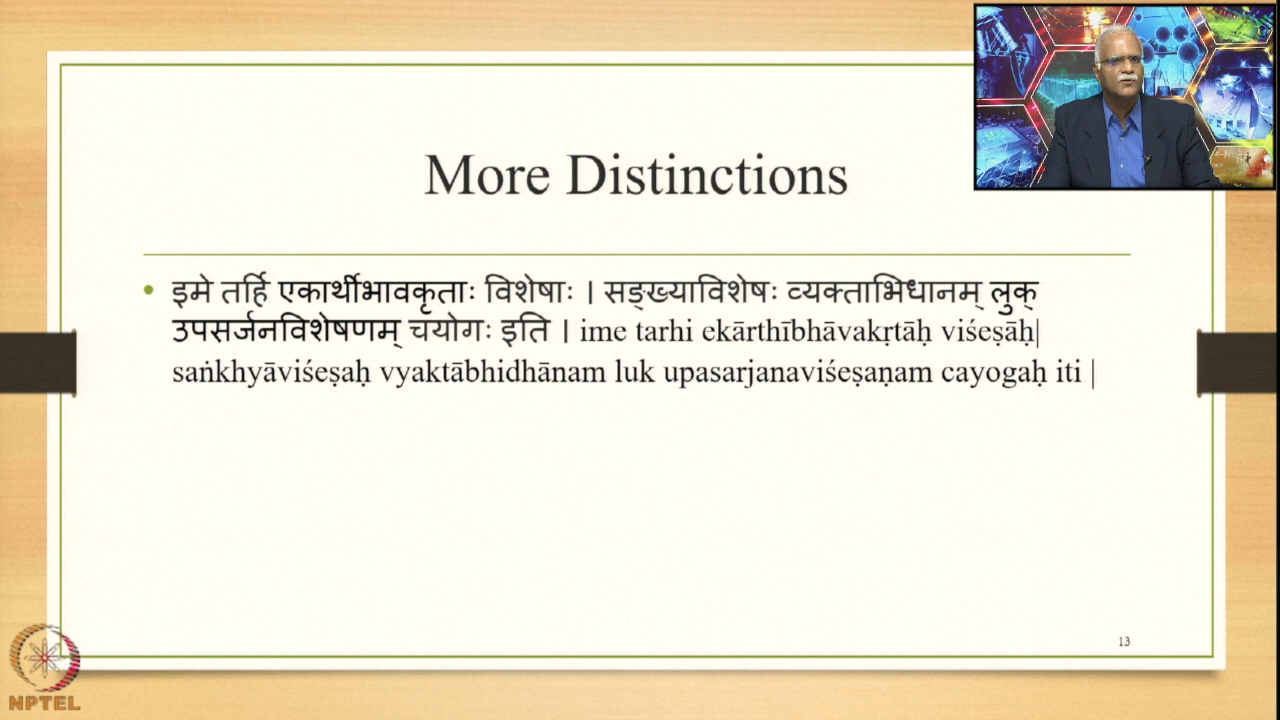 More Distinctions
• इमे तर्हि एकार्थीभावकृताः विशेषाः । सङ्ख्याविशेषः व्यक्ताभिधानम् लुक्
उपसर्जनविशेषणम् चयोगः इति । ime tarhi ekārthībhāvakṛtāḥ viśeṣāḥ|
saṅkhyāviśeṣaḥ vyaktābhidhānam luk upasarjanaviśeṣaṇam cayogaḥ iti |
13
NPTEL